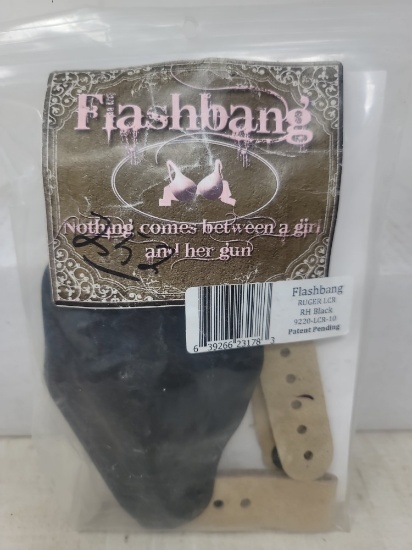 Flashbang
Nothing comes between a girl
and her gun
232
Flashbang
RUGER LCR
RH Black
9220-LCR-10
Patent Pending
6 39266 23178 3